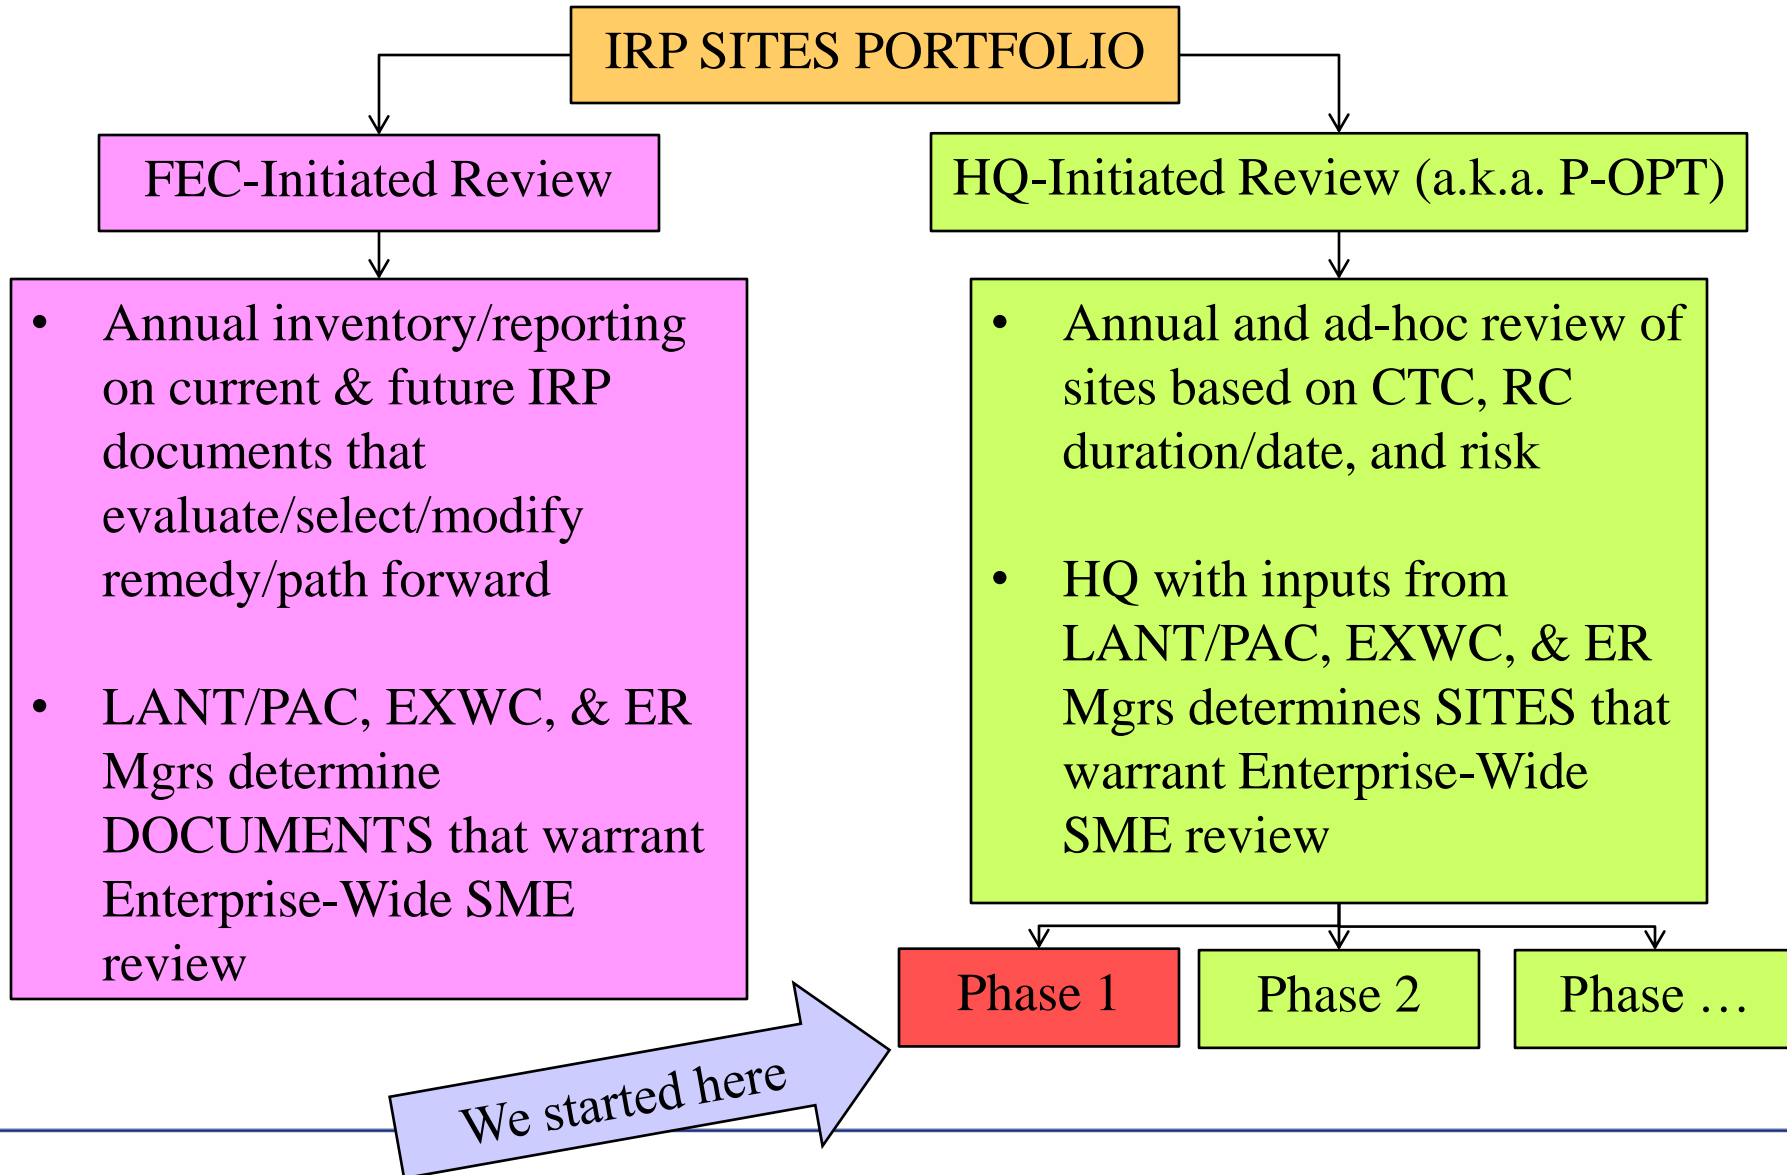 IRP SITES PORTFOLIO
FEC-Initiated Review
• Annual inventory/reporting
on current & future IRP
documents that
evaluate/select/modify
remedy/path forward
• LANT/PAC, EXWC, & ER
Mgrs determine
DOCUMENTS that warrant
Enterprise-Wide SME
review
HQ-Initiated Review (a.k.a. P-OPT)
• Annual and ad-hoc review of
sites based on CTC, RC
duration/date, and risk
• HQ with inputs from
LANT/PAC, EXWC, & ER
Mgrs determines SITES that
warrant Enterprise-Wide
SME review
Phase 1
Phase 2
Phase …
We started here